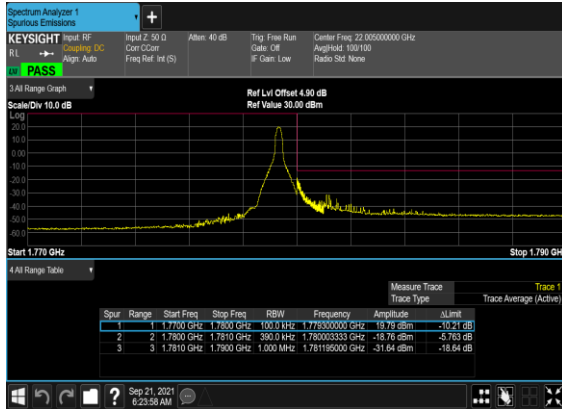 Spectrum Analyzer 1
Spurious Emissions
KEYSIGHT Input: RF Input Z: 50 Ω Atten: 40 dB Trig: Free Run Center Freq: 22.005000000 GHz
RL Coupling: DC Corr CCorr Gate: Off Avg|Hold: 100/100
Align: Auto Freq Ref: Int (S) IF Gain: Low Radio Std: None
PASS
3 All Range Graph Ref Lvl Offset 4.90 dB
Scale/Div 10.0 dB Ref Value 30.00 dBm
Log
20.0
10.0
0.00
-10.0
-20.0
-30.0
-40.0
-50.0
-60.0
Start 1.770 GHz Stop 1.790 GH
4 All Range Table
Measure Trace Trace 1
Trace Type Trace Average (Active)
Spur Range Start Freq Stop Freq RBW Frequency Amplitude ΔLimit
1 1 1.7700 GHz 1.7800 GHz 100.0 kHz 1.779300000 GHz 19.79 dBm -10.21 dB
2 2 1.7800 GHz 1.7810 GHz 390.0 kHz 1.780003333 GHz -18.76 dBm -5.763 dB
3 3 1.7810 GHz 1.7900 GHz 1.000 MHz 1.781195000 GHz -31.64 dBm -18.64 dB
? Sep 21, 2021
6:23:58 AM